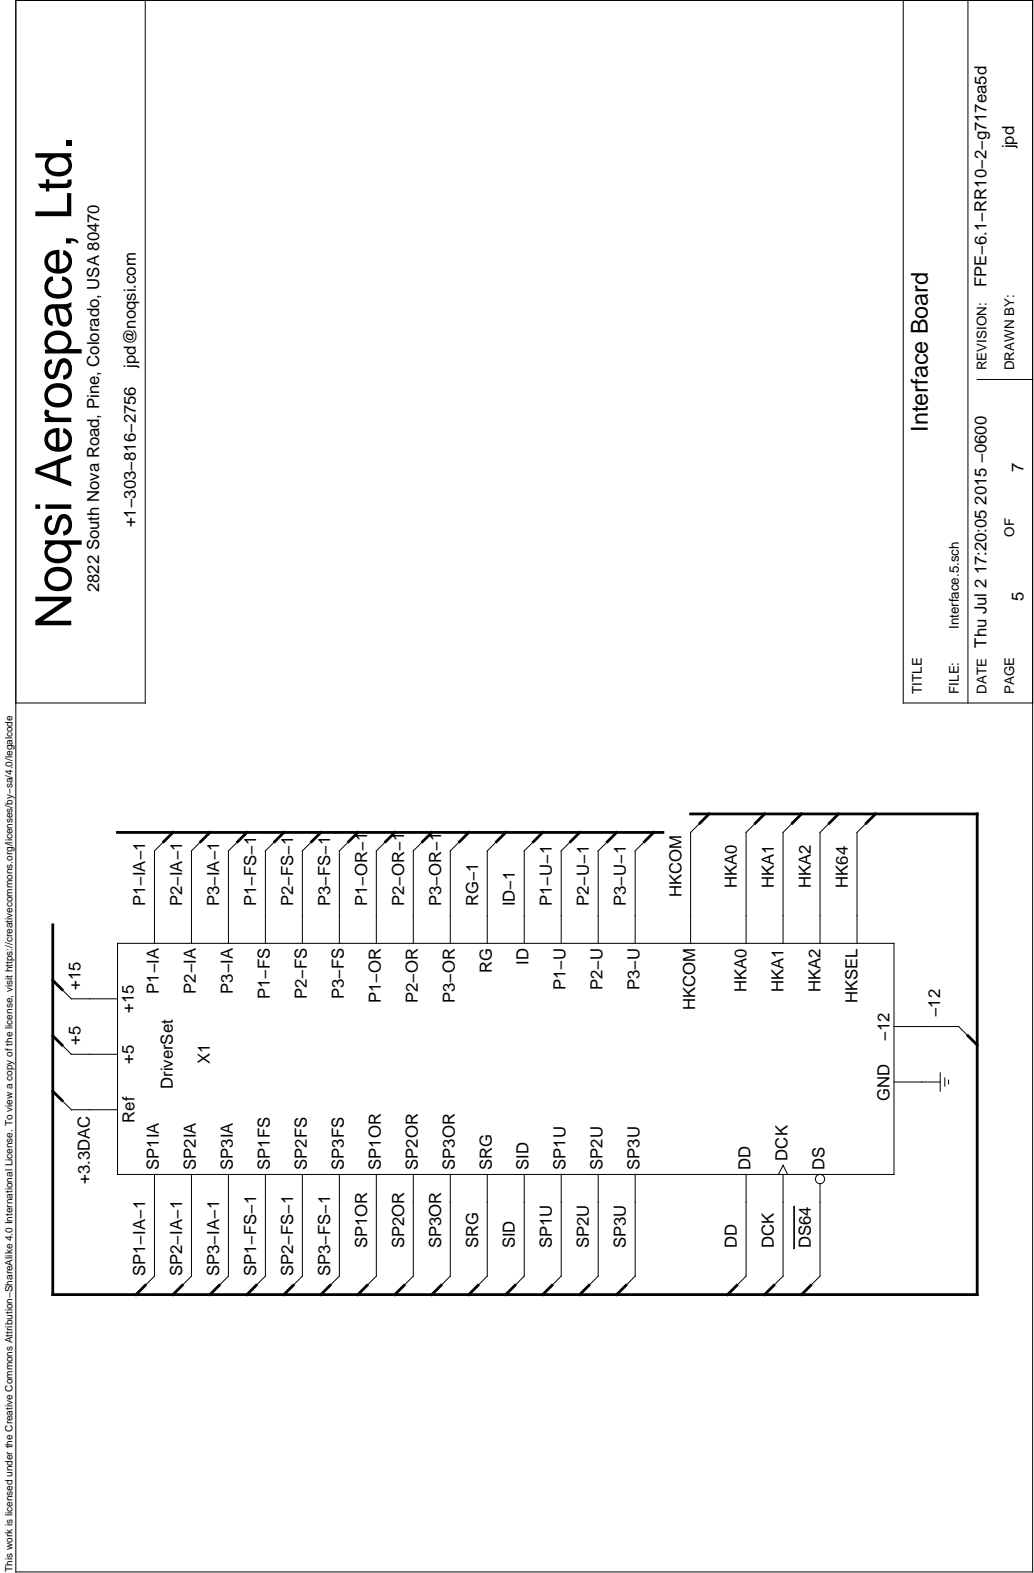 This work is licensed under the Creative Commons Attribution−ShareAlike 4.0 International License. To view a copy of the license, visit https://creativecommons.org/licenses/by−sa/4.0/legalcode
Noqsi Aerospace, Ltd.
2822 South Nova Road, Pine, Colorado, USA 80470
+1−303−816−2756 jpd@noqsi.com
+3.3DAC
+5
+15
Ref
+5
+15
DriverSet
X1
SP1−IA−1 SP1IA P1−IA P1−IA−1
SP2−IA−1 SP2IA P2−IA P2−IA−1
SP3−IA−1 SP3IA P3−IA P3−IA−1
SP1−FS−1 SP1FS P1−FS P1−FS−1
SP2−FS−1 SP2FS P2−FS P2−FS−1
SP3−FS−1 SP3FS P3−FS P3−FS−1
SP1OR SP1OR P1−OR P1−OR−1
SP2OR SP2OR P2−OR P2−OR−1
SP3OR SP3OR P3−OR P3−OR−1
SRG SRG RG RG−1
SID SID ID ID−1
SP1U SP1U P1−U P1−U−1
SP2U SP2U P2−U P2−U−1
SP3U SP3U P3−U P3−U−1
HKCOM HKCOM
DD DD HKA0 HKA0
DCK DCK HKA1 HKA1
DS64 DS HKA2 HKA2
HKSEL HK64
GND −12
−12
TITLE
Interface Board
FILE: Interface.5.sch
DATE Thu Jul 2 17:20:05 2015 −0600 REVISION: FPE−6.1−RR10−2−g717ea5d
PAGE 5 OF 7 DRAWN BY: jpd